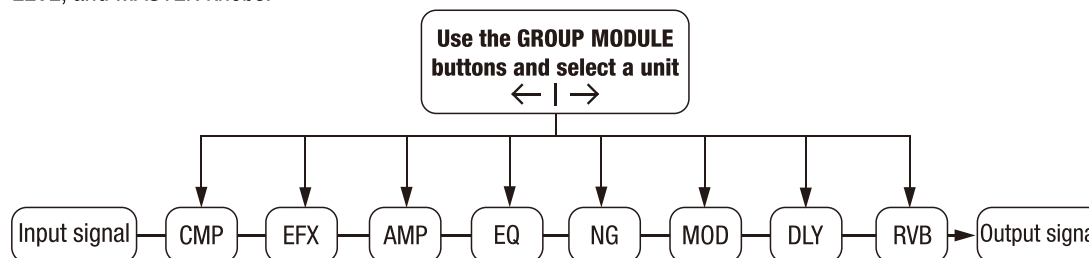 Use the GROUP MODULE
buttons and select a unit
Input signal CMP EFX AMP EQ NG MOD DLY RVB Output signal